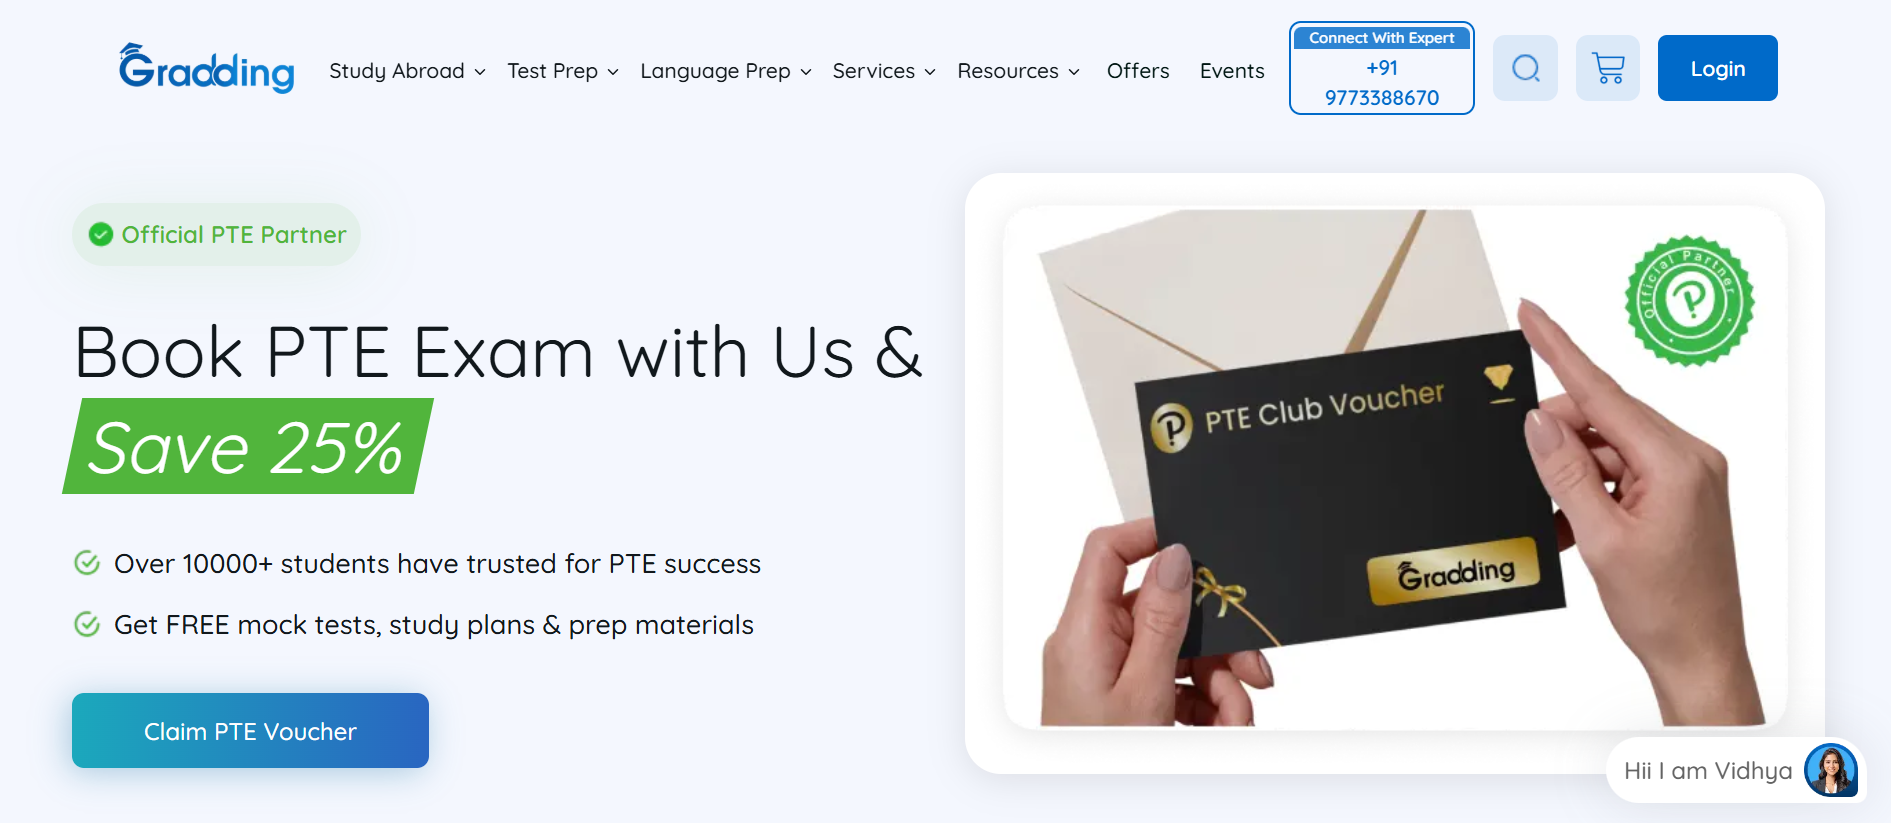 Gradding
Study Abroad
Test Prep
Language Prep
Services
Resources
Offers
Events
Connect With Expert
+91
9773388670
Login
Official PTE Partner
Book PTE Exam with Us &
Save 25%
Over 10000+ students have trusted for PTE success
Get FREE mock tests, study plans & prep materials
Claim PTE Voucher
Official Partner
PTE Club Voucher
Gradding
Hii I am Vidhya